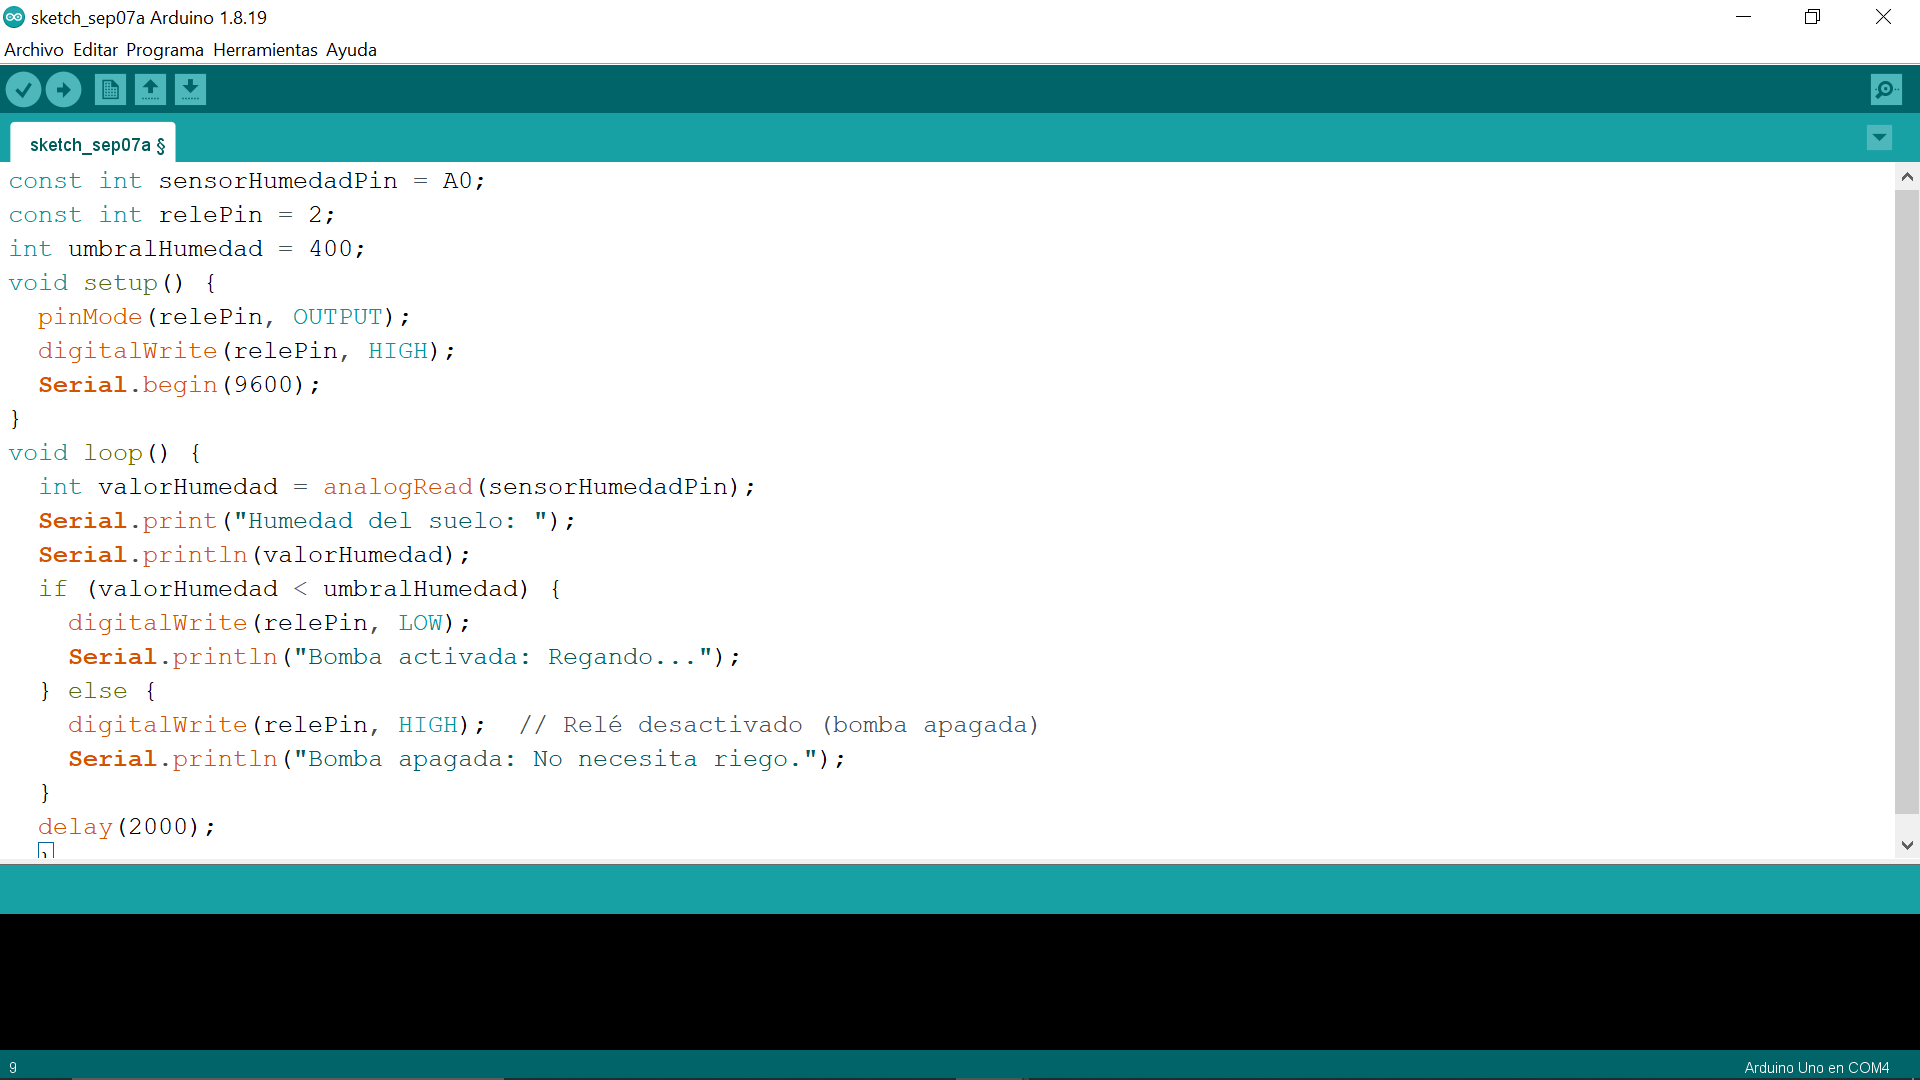 sketch_sep07a Arduino 1.8.19
Archivo Editar Programa Herramientas Ayuda
sketch_sep07a §
const int sensorHumedadPin = A0;
const int relePin = 2;
int umbralHumedad = 400;
void setup() {
  pinMode(relePin, OUTPUT);
  digitalWrite(relePin, HIGH);
  Serial.begin(9600);
}
void loop() {
  int valorHumedad = analogRead(sensorHumedadPin);
  Serial.print("Humedad del suelo: ");
  Serial.println(valorHumedad);
  if (valorHumedad < umbralHumedad) {
    digitalWrite(relePin, LOW);
    Serial.println("Bomba activada: Regando...");
  } else {
    digitalWrite(relePin, HIGH);  // Relé desactivado (bomba apagada)
    Serial.println("Bomba apagada: No necesita riego.");
  }
  delay(2000);
  }
9
Arduino Uno en COM4